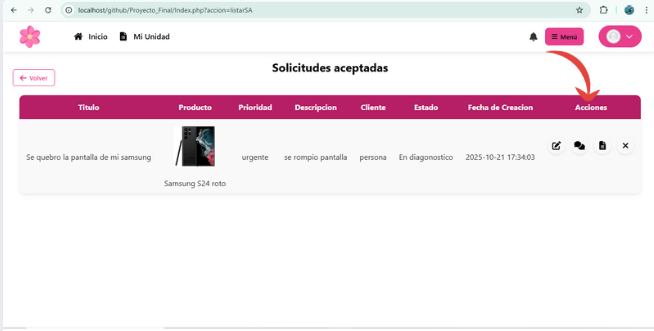 localhost/github/Proyecto_Final/Index.php?accion=listarSA
Inicio Mi Unidad Menú
Solicitudes aceptadas
← Volver
Titulo Producto Prioridad Descripcion Cliente Estado Fecha de Creacion Acciones
Se quebro la pantalla de mi samsung urgente se rompio pantalla persona En diagonostico 2025-10-21 17:34:03
Samsung S24 roto